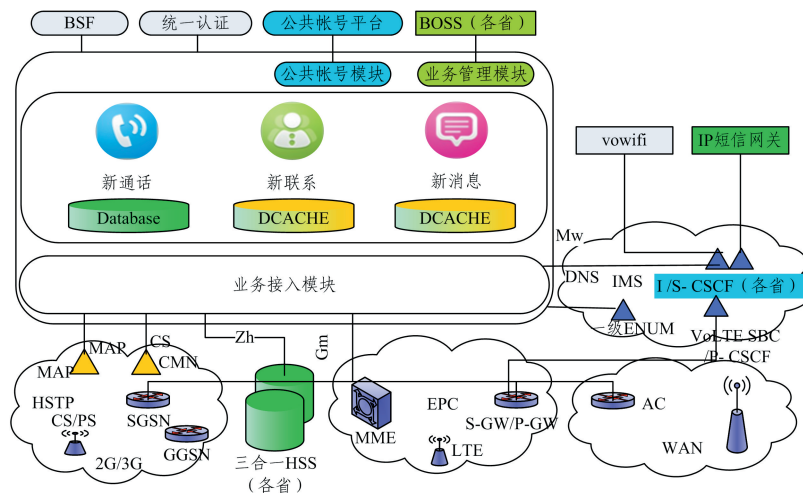 BSF
统一认证
公共帐号平台
BOSS（各省）
公共帐号模块
业务管理模块
新通话
新联系
新消息
Database
DCACHE
DCACHE
vowifi
IP短信网关
Mw
DNS
IMS
I /S- CSCF（各省）
业务接入模块
一级ENUM
VoLTE SBC
/P- CSCF
MAP
MAP
CS
CMN
Zh
Gm
HSTP
CS/PS
SGSN
GGSN
2G/3G
三合一HSS
（各省）
MME
EPC
S-GW/P-GW
LTE
AC
WAN